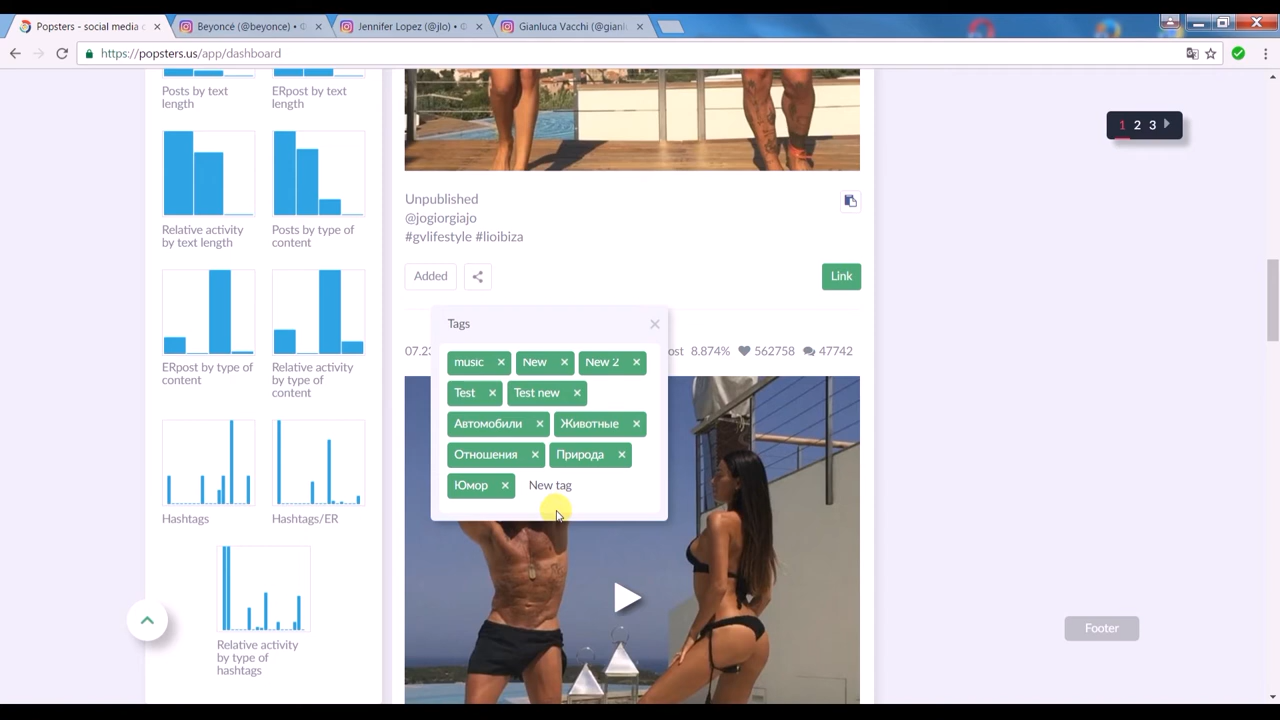 Popsters - social media c
Beyoncé (@beyonce) •
Jennifer Lopez (@jlo) •
Gianluca Vacchi (@gianl
https://popsters.us/app/dashboard
Posts by text
length
ERpost by text
length
Relative activity
by text length
Posts by type of
content
ERpost by type of
content
Relative activity
by type of
content
Hashtags
Hashtags/ER
Relative activity
by type of
hashtags
Unpublished
@jogiorgiajo
#gvlifestyle #lioibiza
Added
Link
07.23
ost 8.874% 562758 47742
Tags
music × New × New 2 ×
Test × Test new ×
Автомобили × Животные ×
Отношения × Природа ×
Юмор × New tag
1 2 3
Footer